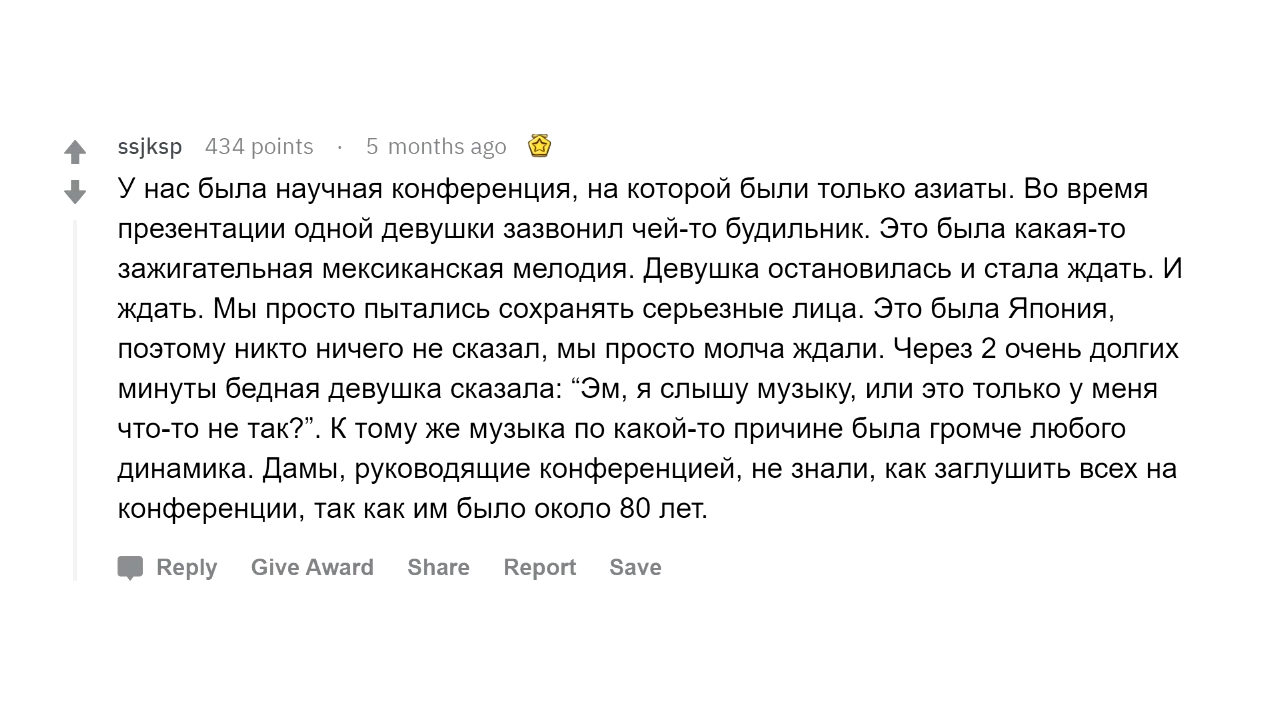 ssjksp 434 points · 5 months ago
У нас была научная конференция, на которой были только азиаты. Во время
презентации одной девушки зазвонил чей-то будильник. Это была какая-то
зажигательная мексиканская мелодия. Девушка остановилась и стала ждать. И
ждать. Мы просто пытались сохранять серьезные лица. Это была Япония,
поэтому никто ничего не сказал, мы просто молча ждали. Через 2 очень долгих
минуты бедная девушка сказала: “Эм, я слышу музыку, или это только у меня
что-то не так?”. К тому же музыка по какой-то причине была громче любого
динамика. Дамы, руководящие конференцией, не знали, как заглушить всех на
конференции, так как им было около 80 лет.
Reply Give Award Share Report Save